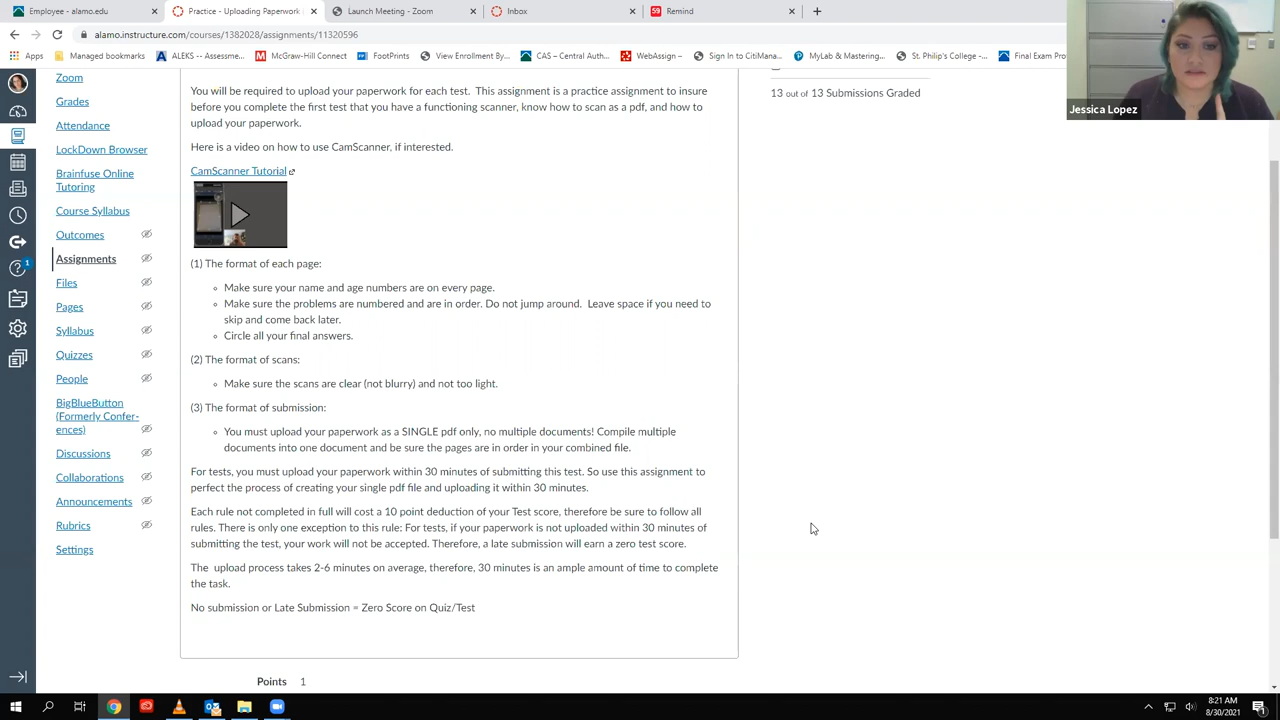 Employee - alamo.edu
Practice - Uploading Paperwork
Launch Meeting - Zoom
Inbox
59 Remind
alamo.instructure.com/courses/1382028/assignments/11320596
Apps
Managed bookmarks
ALEKS -- Assessme...
McGraw-Hill Connect
FootPrints
View Enrollment By...
CAS – Central Auth...
WebAssign –
Sign In to CitiMana...
MyLab & Mastering...
St. Philip's College -...
Final Exam Pro
Jessica Lopez
Zoom
Grades
Attendance
LockDown Browser
Brainfuse Online
Tutoring
Course Syllabus
Outcomes
Assignments
Files
Pages
Syllabus
Quizzes
People
BigBlueButton
(Formerly Confer-
ences)
Discussions
Collaborations
Announcements
Rubrics
Settings
1
You will be required to upload your paperwork for each test. This assignment is a practice assignment to insure
before you complete the first test that you have a functioning scanner, know how to scan as a pdf, and how to
upload your paperwork.
Here is a video on how to use CamScanner, if interested.
CamScanner Tutorial
(1) The format of each page:
Make sure your name and age numbers are on every page.
Make sure the problems are numbered and are in order. Do not jump around. Leave space if you need to
skip and come back later.
Circle all your final answers.
(2) The format of scans:
Make sure the scans are clear (not blurry) and not too light.
(3) The format of submission:
You must upload your paperwork as a SINGLE pdf only, no multiple documents! Compile multiple
documents into one document and be sure the pages are in order in your combined file.
For tests, you must upload your paperwork within 30 minutes of submitting this test. So use this assignment to
perfect the process of creating your single pdf file and uploading it within 30 minutes.
Each rule not completed in full will cost a 10 point deduction of your Test score, therefore be sure to follow all
rules. There is only one exception to this rule: For tests, if your paperwork is not uploaded within 30 minutes of
submitting the test, your work will not be accepted. Therefore, a late submission will earn a zero test score.
The upload process takes 2-6 minutes on average, therefore, 30 minutes is an ample amount of time to complete
the task.
No submission or Late Submission = Zero Score on Quiz/Test
Points 1
13 out of 13 Submissions Graded
8:21 AM
8/30/2021